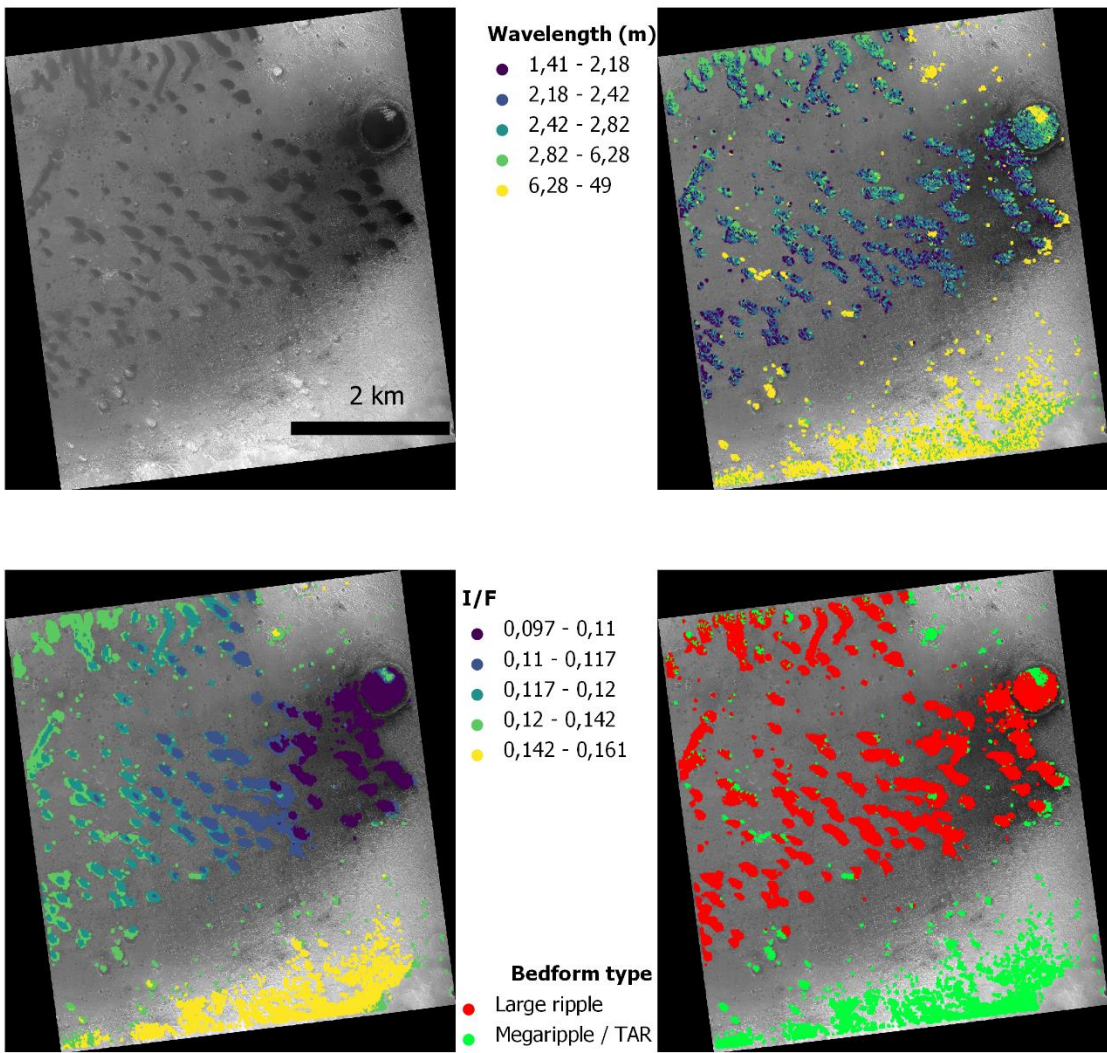 Wavelength (m)
1,41 - 2,18
2,18 - 2,42
2,42 - 2,82
2,82 - 6,28
6,28 - 49
2 km
I/F
0,097 - 0,11
0,11 - 0,117
0,117 - 0,12
0,12 - 0,142
0,142 - 0,161
Bedform type
Large ripple
Megaripple / TAR